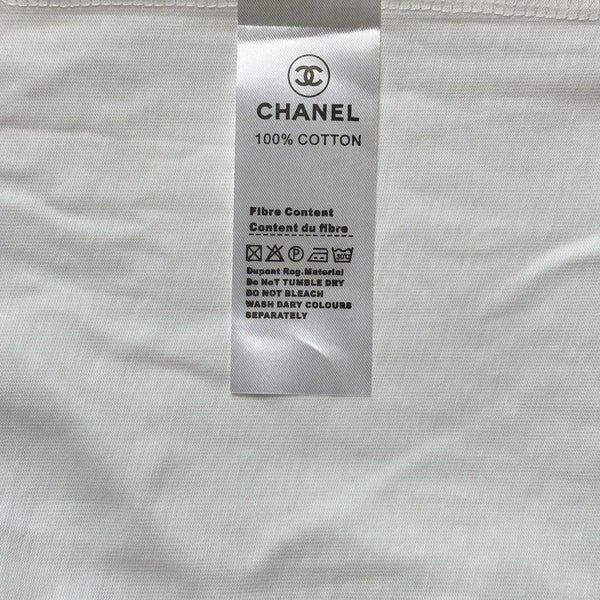 CHANEL
100% COTTON
Fibre Content
Content du fibre
30°C
Dupont Rog.Material
Do NoT TUMBLE DRY
DO NOT BLEACH
WASH DARY COLOURS
SEPARATELY